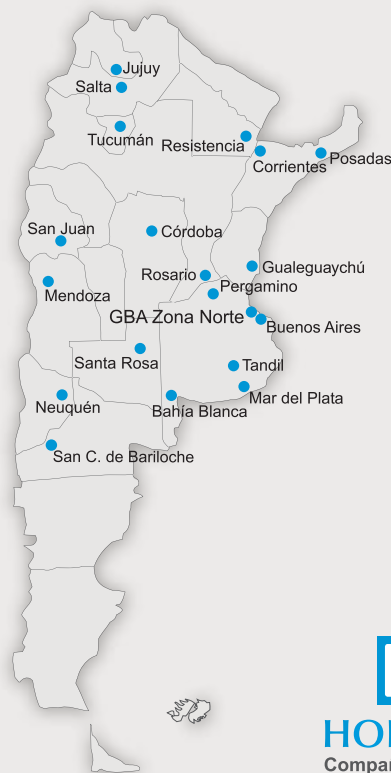 Jujuy
Salta
Tucumán
Resistencia
Corrientes
Posadas
San Juan
Córdoba
Rosario
Gualeguaychú
Mendoza
Pergamino
GBA Zona Norte
Buenos Aires
Santa Rosa
Tandil
Neuquén
Bahía Blanca
Mar del Plata
San C. de Bariloche